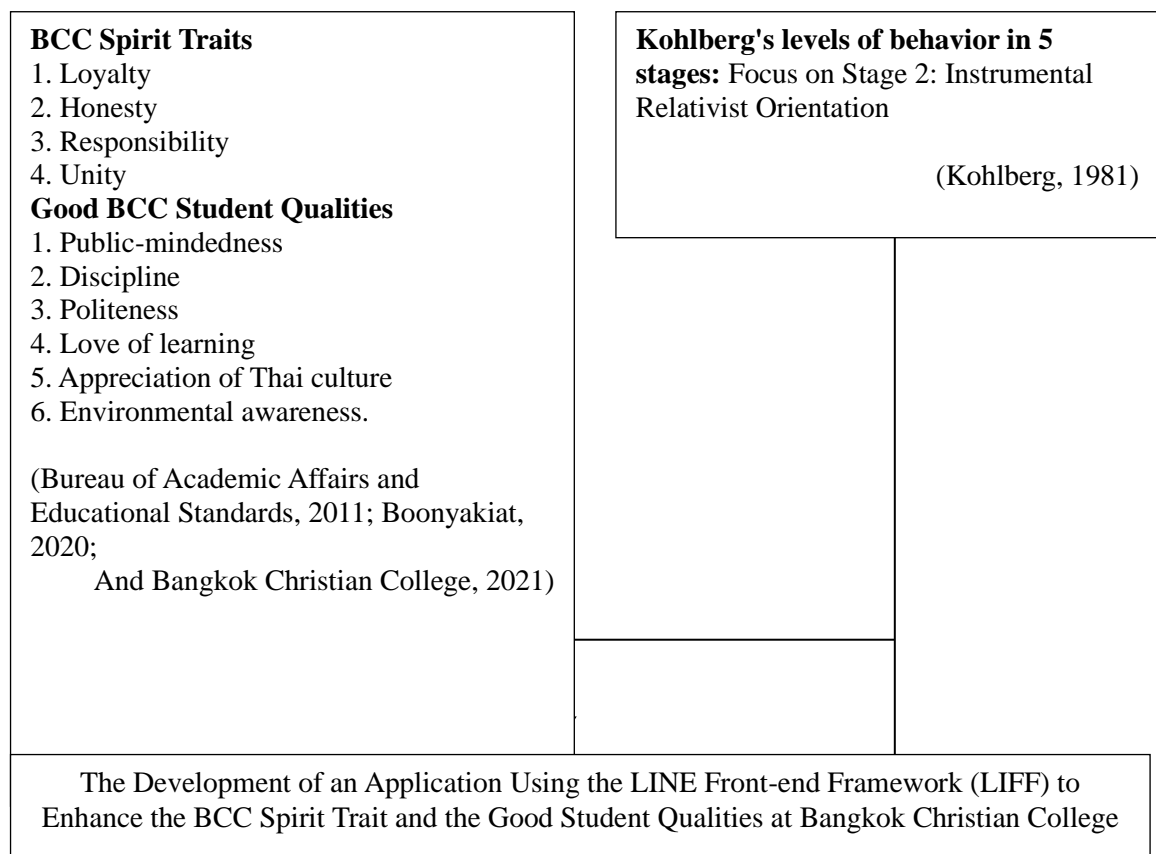 BCC Spirit Traits
1. Loyalty
2. Honesty
3. Responsibility
4. Unity
Good BCC Student Qualities
1. Public-mindedness
2. Discipline
3. Politeness
4. Love of learning
5. Appreciation of Thai culture
6. Environmental awareness.
(Bureau of Academic Affairs and
Educational Standards, 2011; Boonyakiat,
2020;
And Bangkok Christian College, 2021)
Kohlberg's levels of behavior in 5
stages: Focus on Stage 2: Instrumental
Relativist Orientation
(Kohlberg, 1981)
The Development of an Application Using the LINE Front-end Framework (LIFF) to
Enhance the BCC Spirit Trait and the Good Student Qualities at Bangkok Christian College